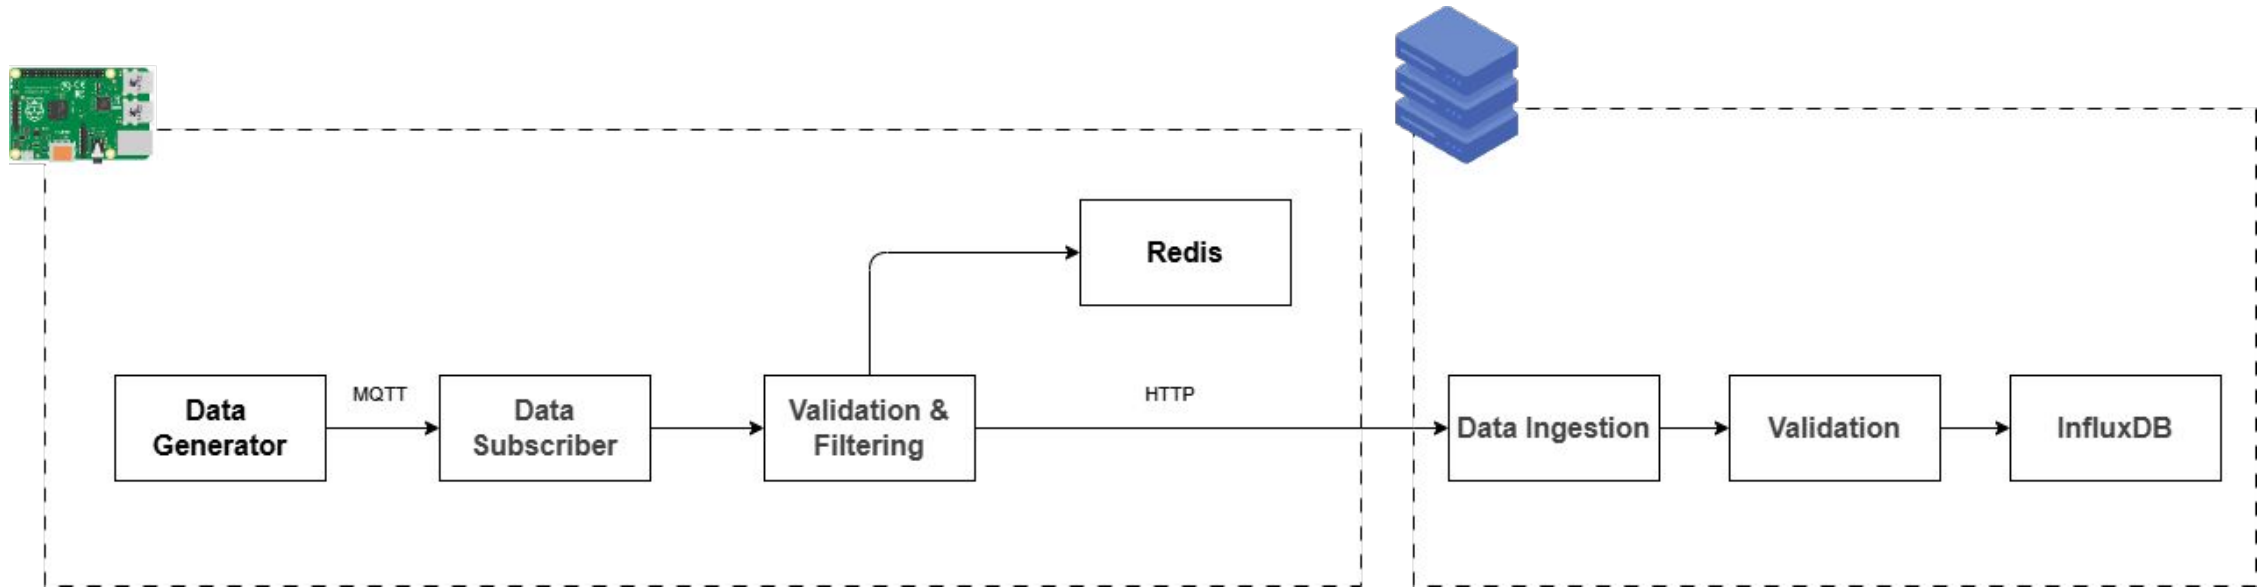 Redis
Data
Generator
MQTT
Data
Subscriber
Validation &
Filtering
HTTP
Data Ingestion
Validation
InfluxDB